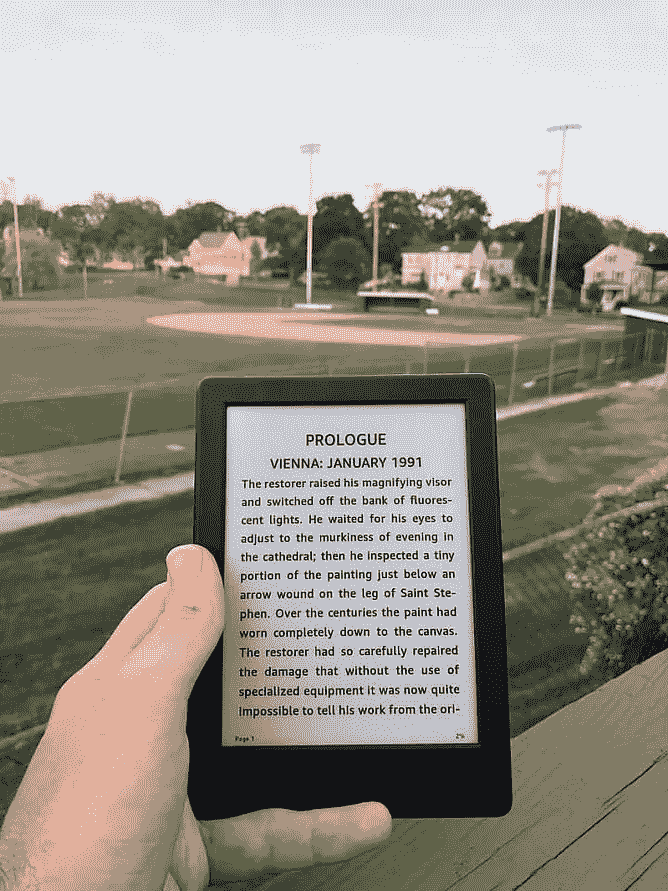 PROLOGUE
VIENNA: JANUARY 1991
The restorer raised his magnifying visor
and switched off the bank of fluores-
cent lights. He waited for his eyes to
adjust to the murkiness of evening in
the cathedral; then he inspected a tiny
portion of the painting just below an
arrow wound on the leg of Saint Ste-
phen. Over the centuries the paint had
worn completely down to the canvas.
The restorer had so carefully repaired
the damage that without the use of
specialized equipment it was now quite
impossible to tell his work from the ori-
Page 1 2%